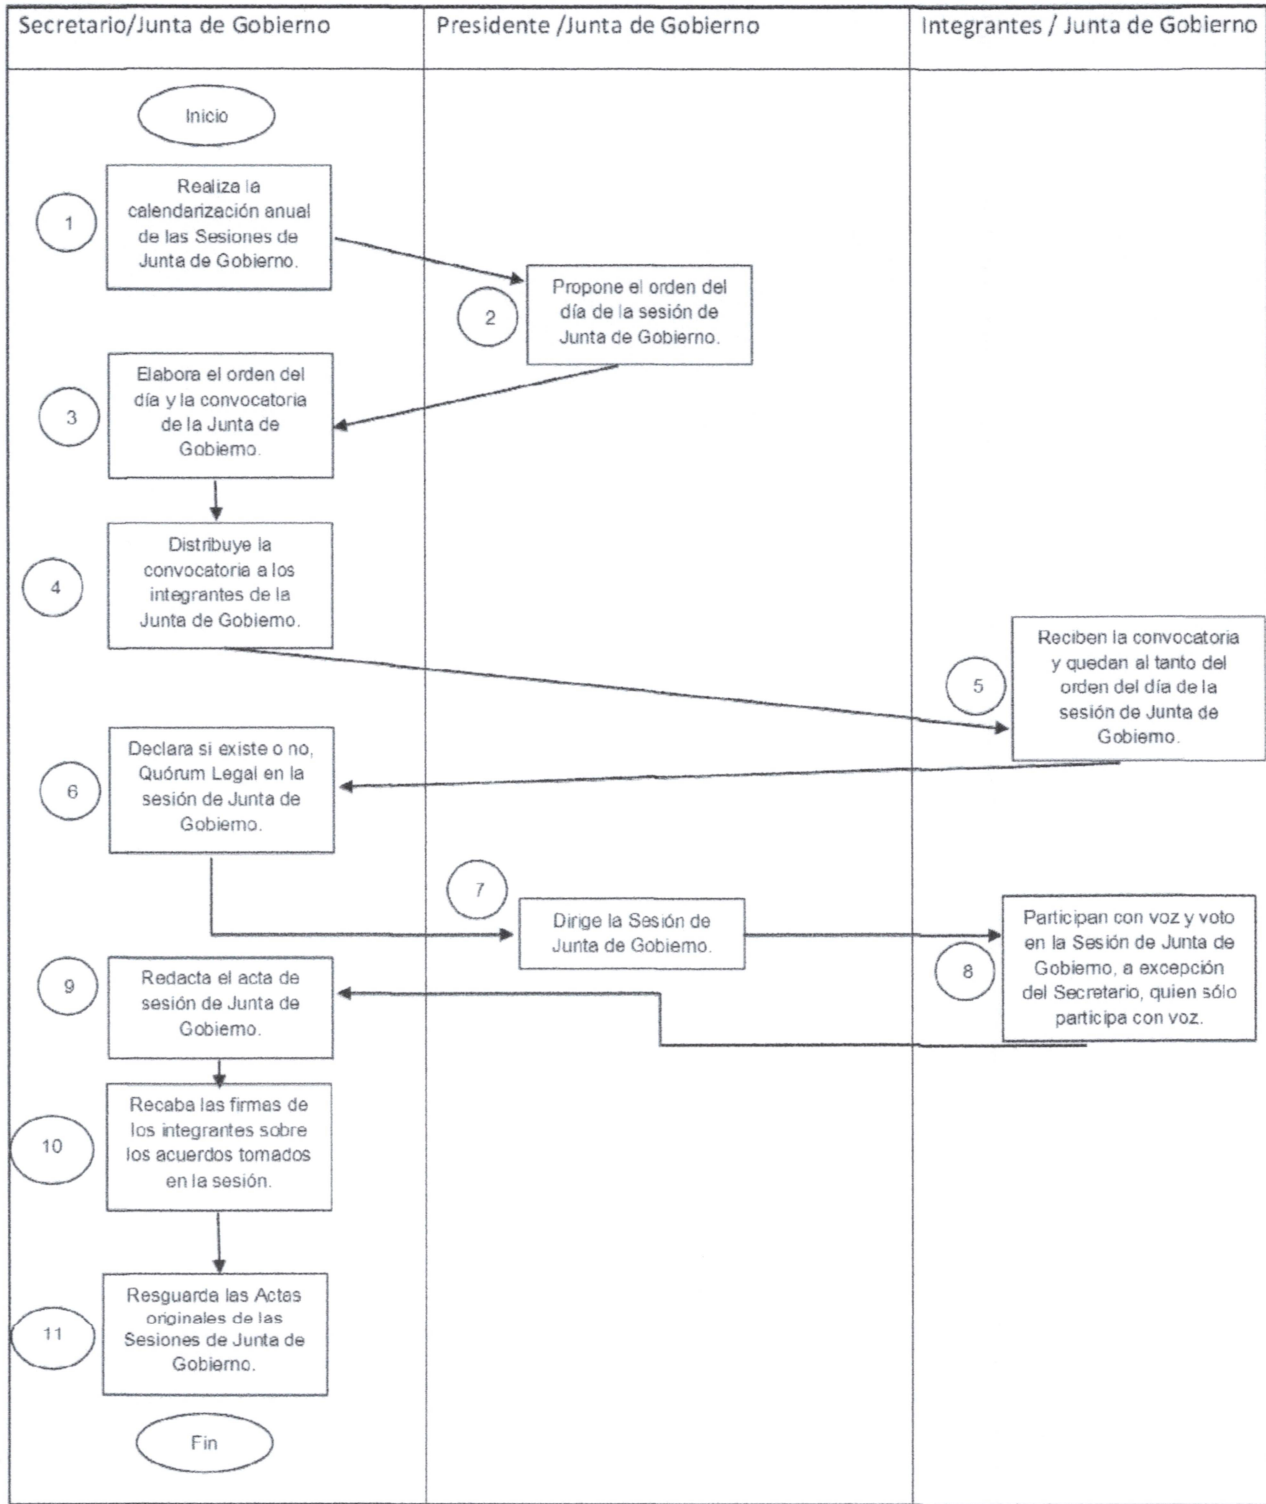 Secretario/Junta de Gobierno
Presidente /Junta de Gobierno
Integrantes / Junta de Gobierno
Inicio
1
Realiza la
calendarización anual
de las Sesiones de
Junta de Gobierno.
2
Propone el orden del
día de la sesión de
Junta de Gobierno.
3
Elabora el orden del
día y la convocatoria
de la Junta de
Gobierno.
4
Distribuye la
convocatoria a los
integrantes de la
Junta de Gobierno.
5
Reciben la convocatoria
y quedan al tanto del
orden del día de la
sesión de Junta de
Gobierno.
6
Declara si existe o no,
Quórum Legal en la
sesión de Junta de
Gobierno.
7
Dirige la Sesión de
Junta de Gobierno.
8
Participan con voz y voto
en la Sesión de Junta de
Gobierno, a excepción
del Secretario, quien sólo
participa con voz.
9
Redacta el acta de
sesión de Junta de
Gobierno.
10
Recaba las firmas de
los integrantes sobre
los acuerdos tomados
en la sesión.
11
Resguarda las Actas
originales de las
Sesiones de Junta de
Gobierno.
Fin